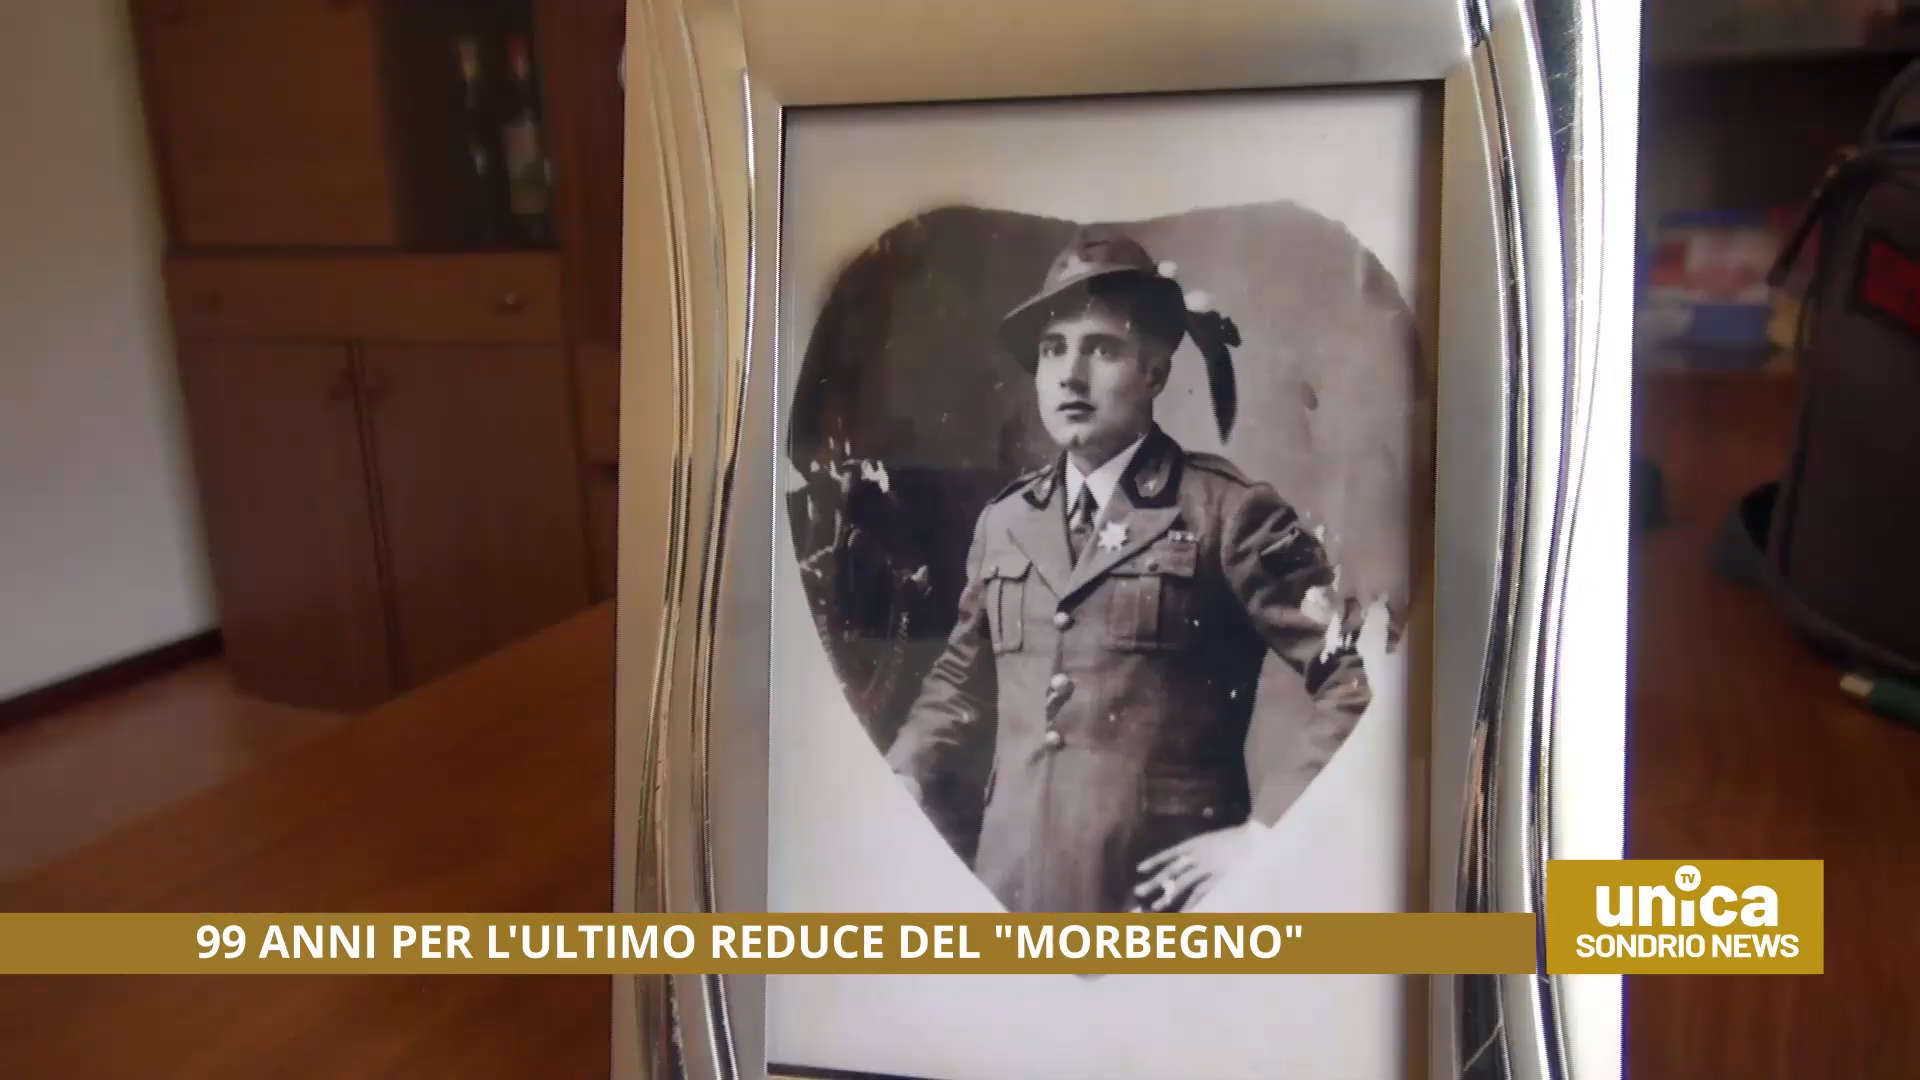 99 ANNI PER L'ULTIMO REDUCE DEL "MORBEGNO"
unica
TV
SONDRIO NEWS